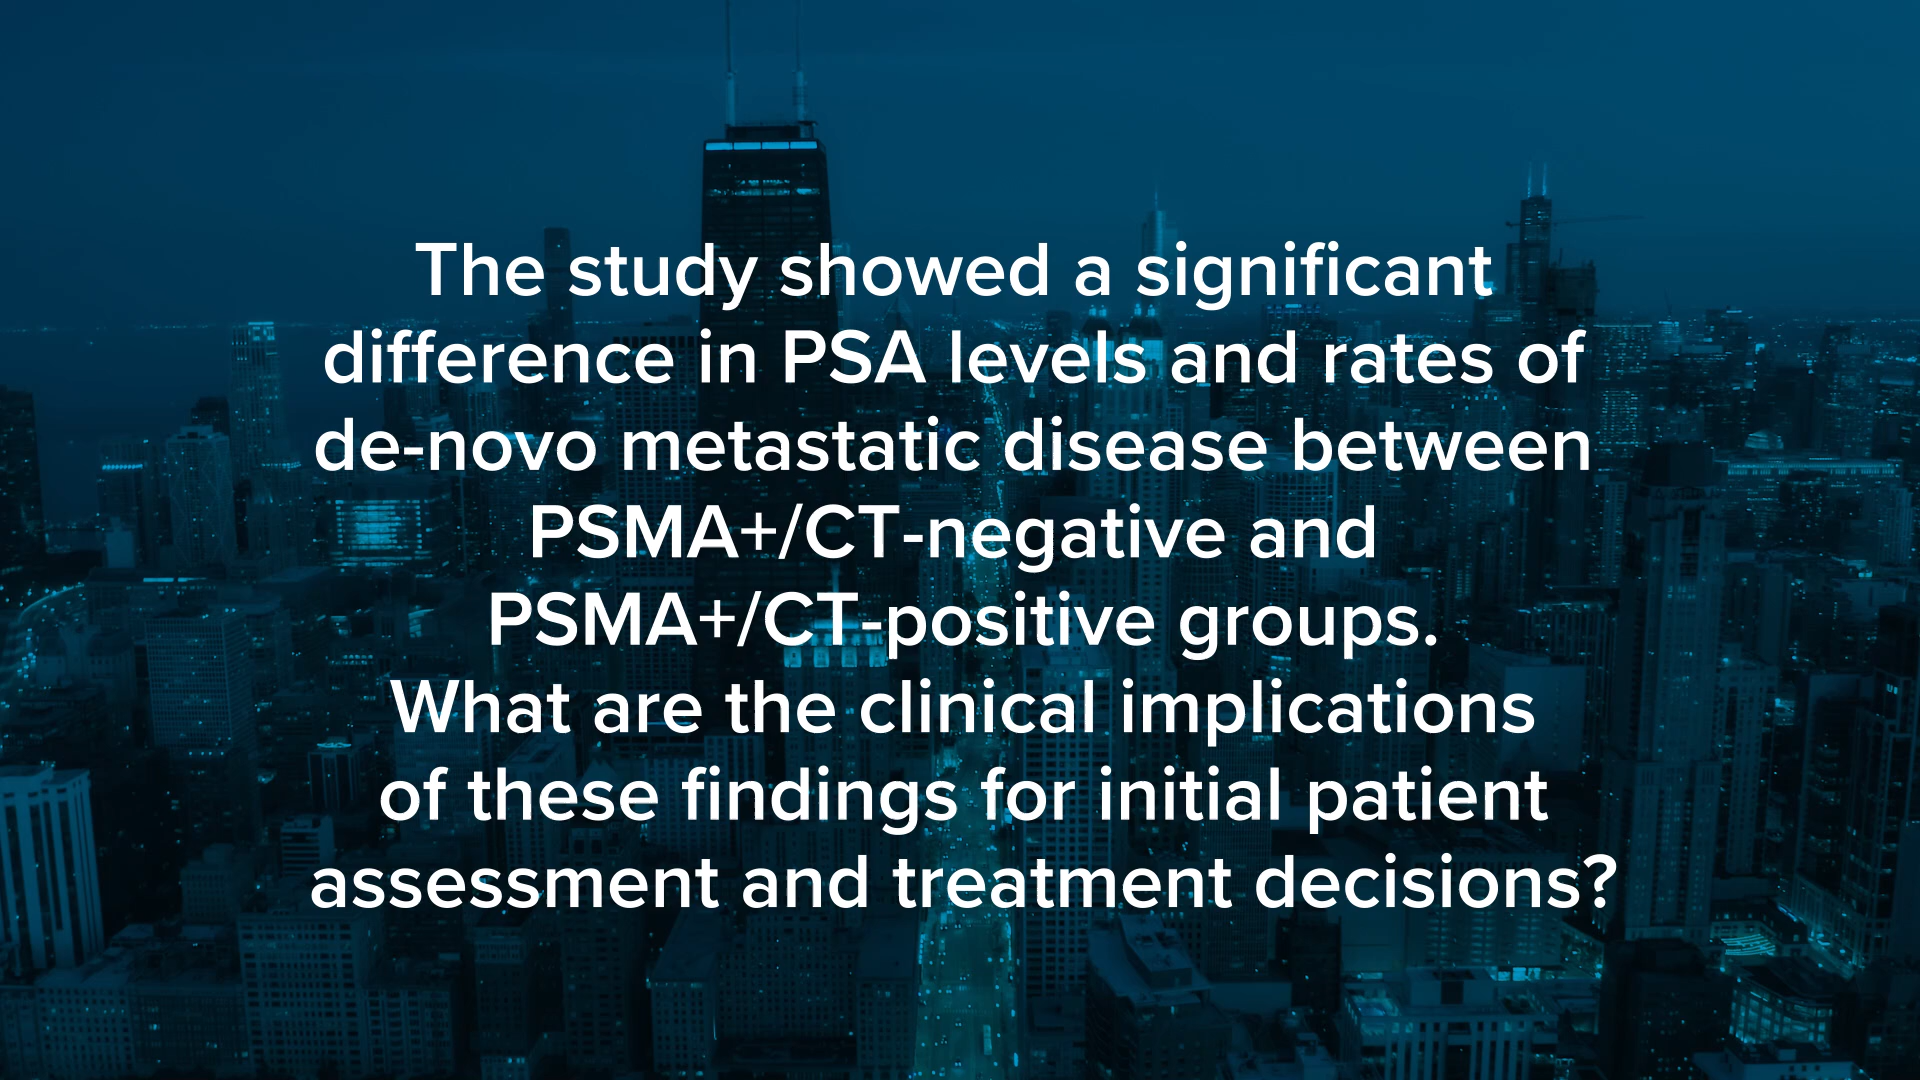 The study showed a significant
difference in PSA levels and rates of
de-novo metastatic disease between
PSMA+/CT-negative and
PSMA+/CT-positive groups.
What are the clinical implications
of these findings for initial patient
assessment and treatment decisions?